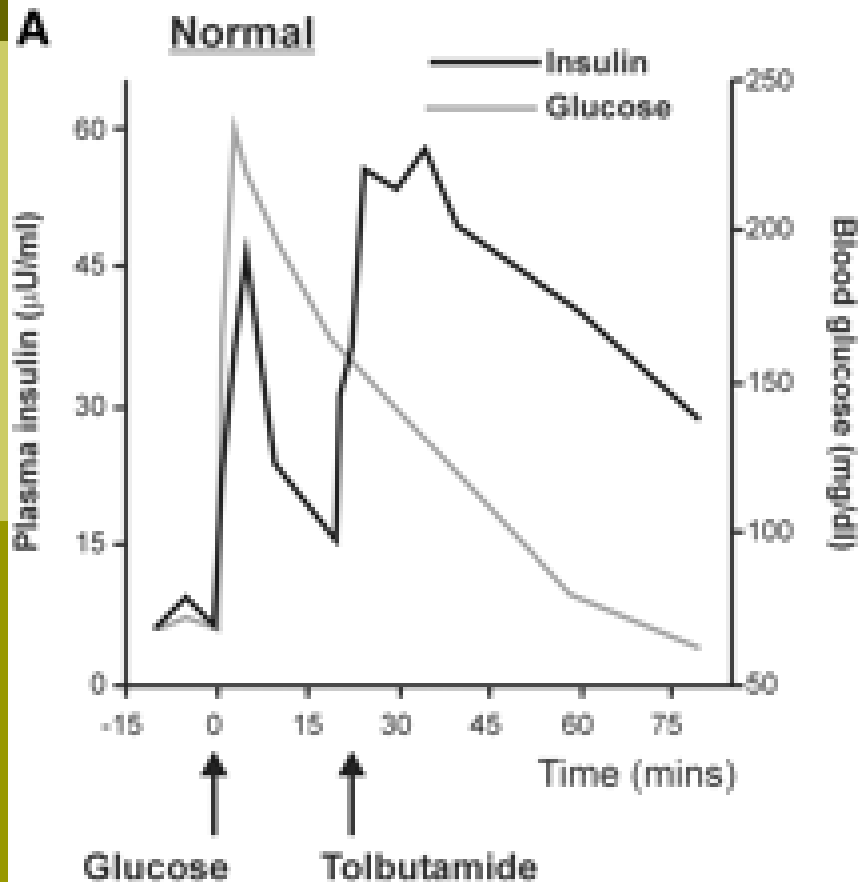 A
Normal
Insulin
Glucose
Plasma insulin (μU/ml)
60
45
30
15
0
Blood glucose (mg/dl)
250
200
150
100
50
-15 0 15 30 45 60 75
Time (mins)
Glucose Tolbutamide